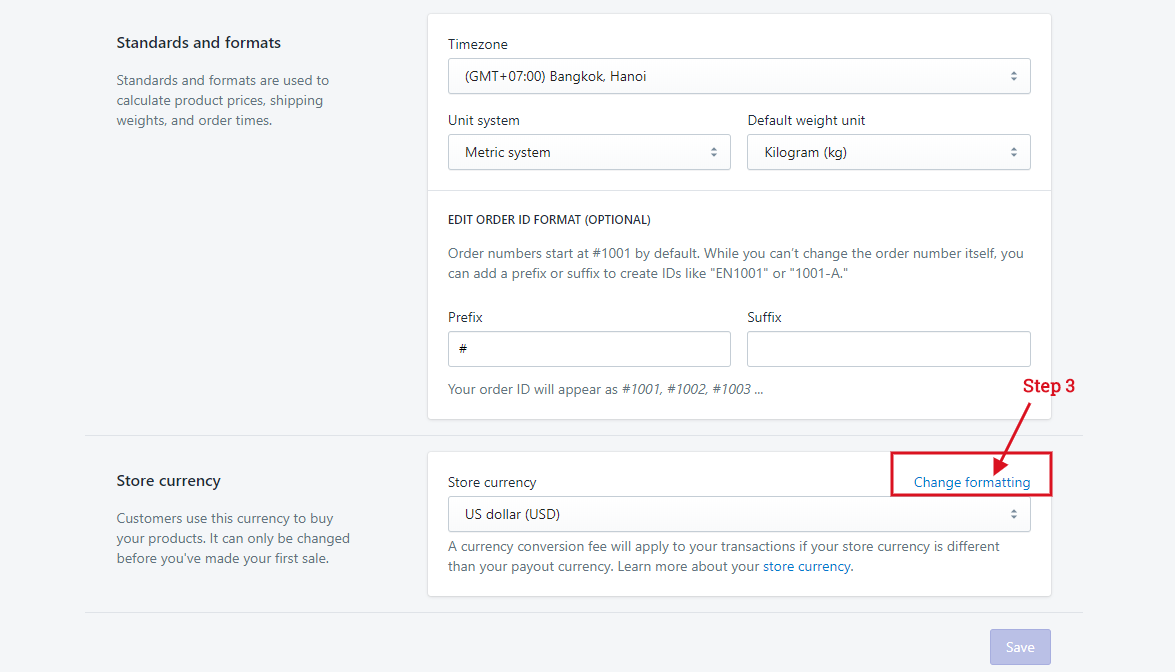 Standards and formats
Standards and formats are used to
calculate product prices, shipping
weights, and order times.
Timezone
(GMT+07:00) Bangkok, Hanoi
Unit system
Default weight unit
Metric system
Kilogram (kg)
EDIT ORDER ID FORMAT (OPTIONAL)
Order numbers start at #1001 by default. While you can't change the order number itself, you
can add a prefix or suffix to create IDs like "EN1001" or "1001-A."
Prefix
Suffix
#
Your order ID will appear as #1001, #1002, #1003 ...
Step 3
Store currency
Customers use this currency to buy
your products. It can only be changed
before you've made your first sale.
Store currency
Change formatting
US dollar (USD)
A currency conversion fee will apply to your transactions if your store currency is different
than your payout currency. Learn more about your store currency.
Save